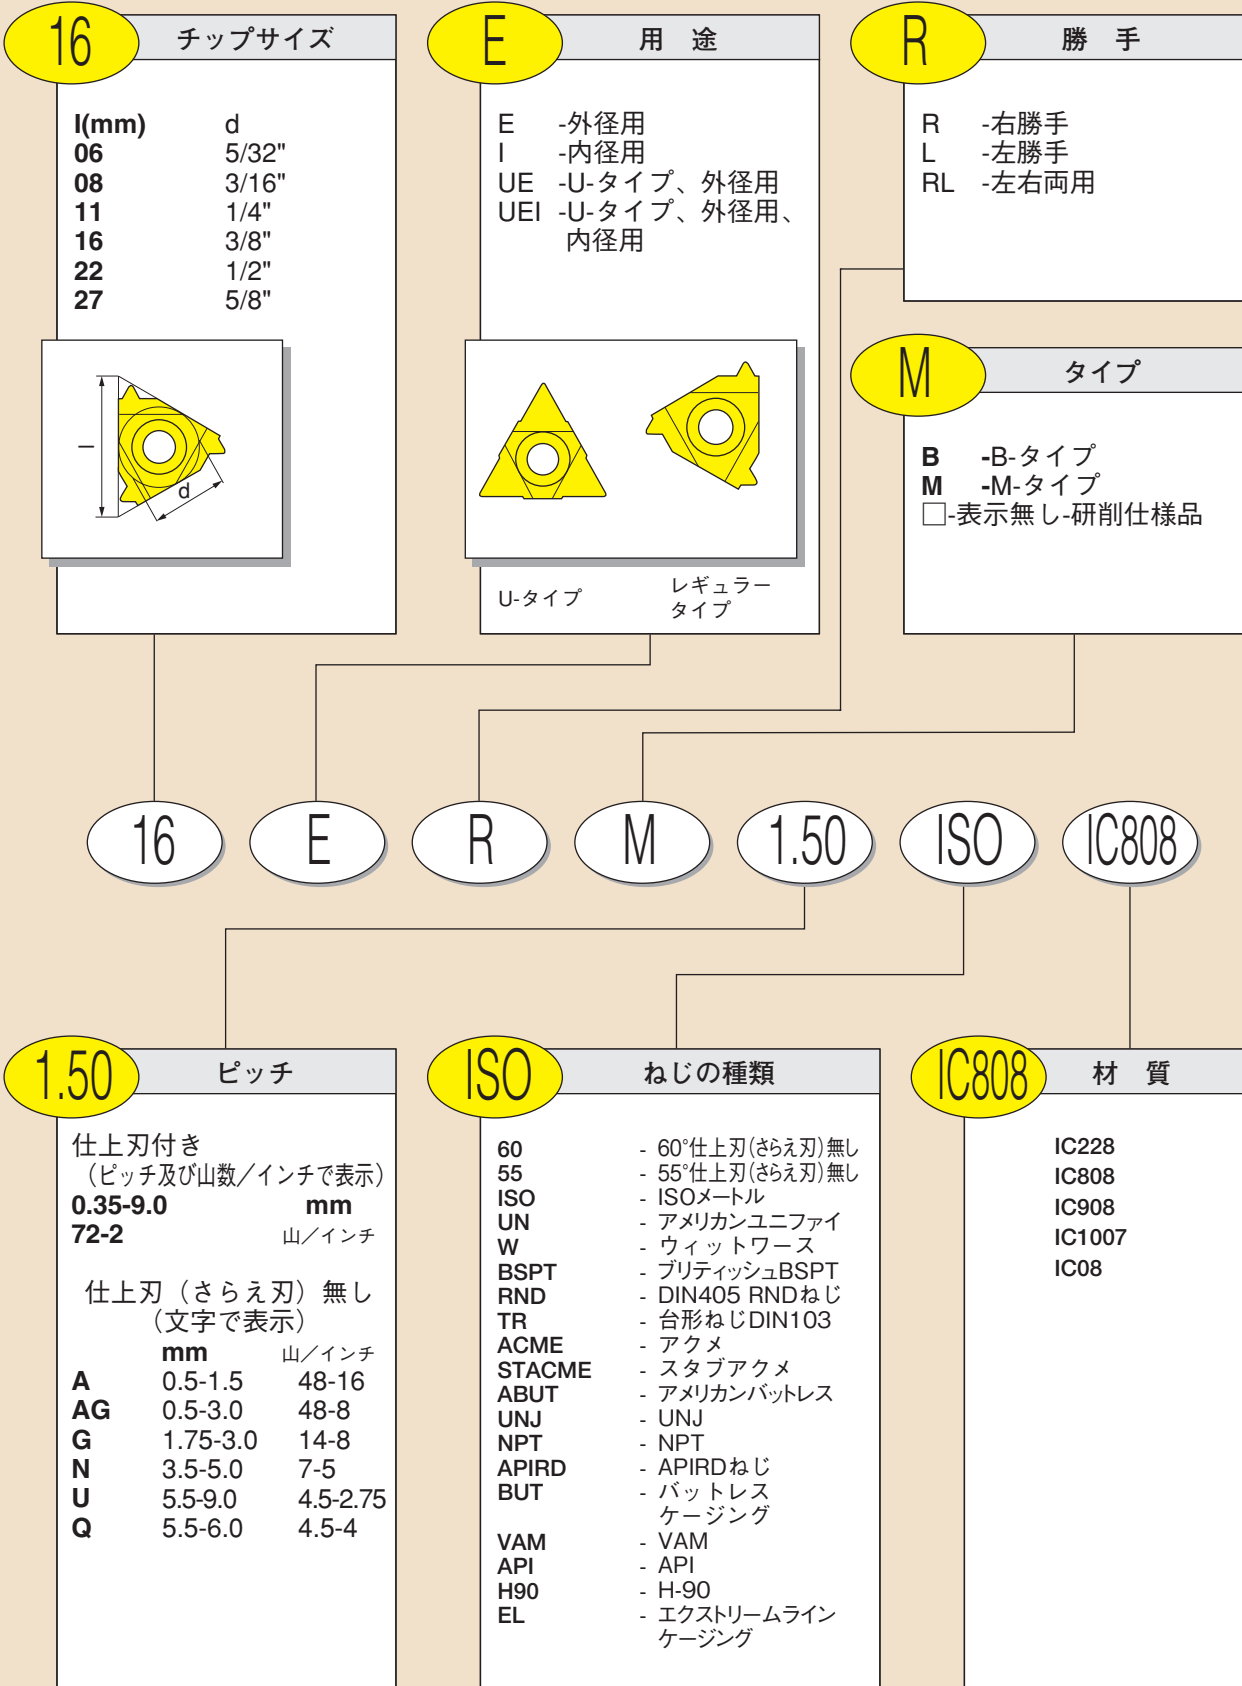 16
チップサイズ
l(mm) d
06 5/32"
08 3/16"
11 1/4"
16 3/8"
22 1/2"
27 5/8"
l
d
E
用 途
E -外径用
I -内径用
UE -U-タイプ、外径用
UEI -U-タイプ、外径用、
内径用
U-タイプ
レギュラー
タイプ
R
勝 手
R -右勝手
L -左勝手
RL -左右両用
M
タイプ
B -B-タイプ
M -M-タイプ
□-表示無し-研削仕様品
16 E R M 1.50 ISO IC808
1.50
ピッチ
仕上刃付き
（ピッチ及び山数／インチで表示）
0.35-9.0 mm
72-2 山／インチ
仕上刃（さらえ刃）無し
（文字で表示）
mm 山／インチ
A 0.5-1.5 48-16
AG 0.5-3.0 48-8
G 1.75-3.0 14-8
N 3.5-5.0 7-5
U 5.5-9.0 4.5-2.75
Q 5.5-6.0 4.5-4
ISO
ねじの種類
60 - 60°仕上刃(さらえ刃)無し
55 - 55°仕上刃(さらえ刃)無し
ISO - ISOメートル
UN - アメリカンユニファイ
W - ウィットワース
BSPT - ブリティッシュBSPT
RND - DIN405 RNDねじ
TR - 台形ねじDIN103
ACME - アクメ
STACME - スタブアクメ
ABUT - アメリカンバットレス
UNJ - UNJ
NPT - NPT
APIRD - APIRDねじ
BUT - バットレス
ケージング
VAM - VAM
API - API
H90 - H-90
EL - エクストリームライン
ケージング
IC808
材 質
IC228
IC808
IC908
IC1007
IC08